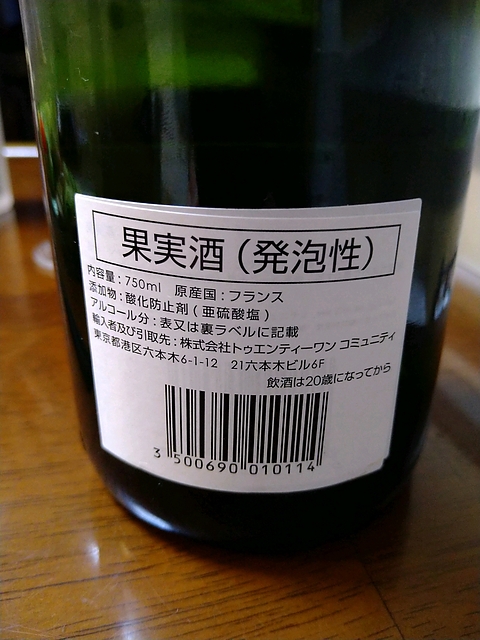 果実酒(発泡性)
内容量:750ml 原産国:フランス
添加物:酸化防止剤(亜硫酸塩)
アルコール分:表又は裏ラベルに記載
輸入者及び引取先:株式会社トゥエンティーワン コミュニティ
東京都港区六本木6-1-12 21六本木ビル6F
飲酒は20歳になってから
3 500690 010114